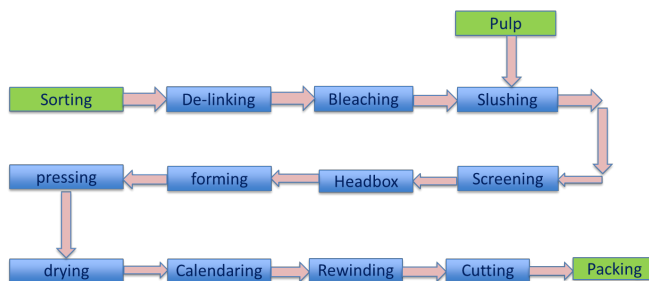 Pulp
Sorting
De-linking
Bleaching
Slushing
Screening
Headbox
forming
pressing
drying
Calendaring
Rewinding
Cutting
Packing